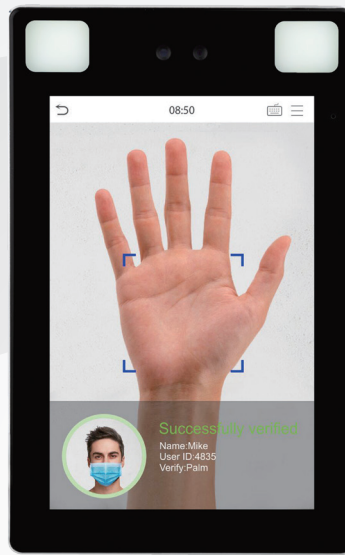 08:50
Successfully verified
Name:Mike
User ID:4835
Verify:Palm